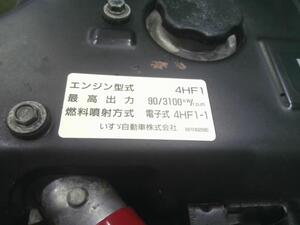 エンジン型式 4HF1
最高出力 90/3100 kW/r.p.m
燃料噴射方式 電子式 4HF1-1
いすゞ自動車株式会社